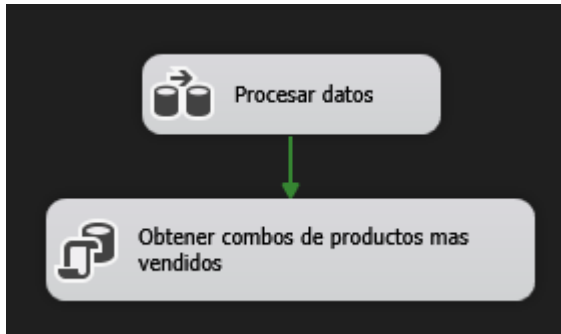 Procesar datos
Obtener combos de productos mas
vendidos